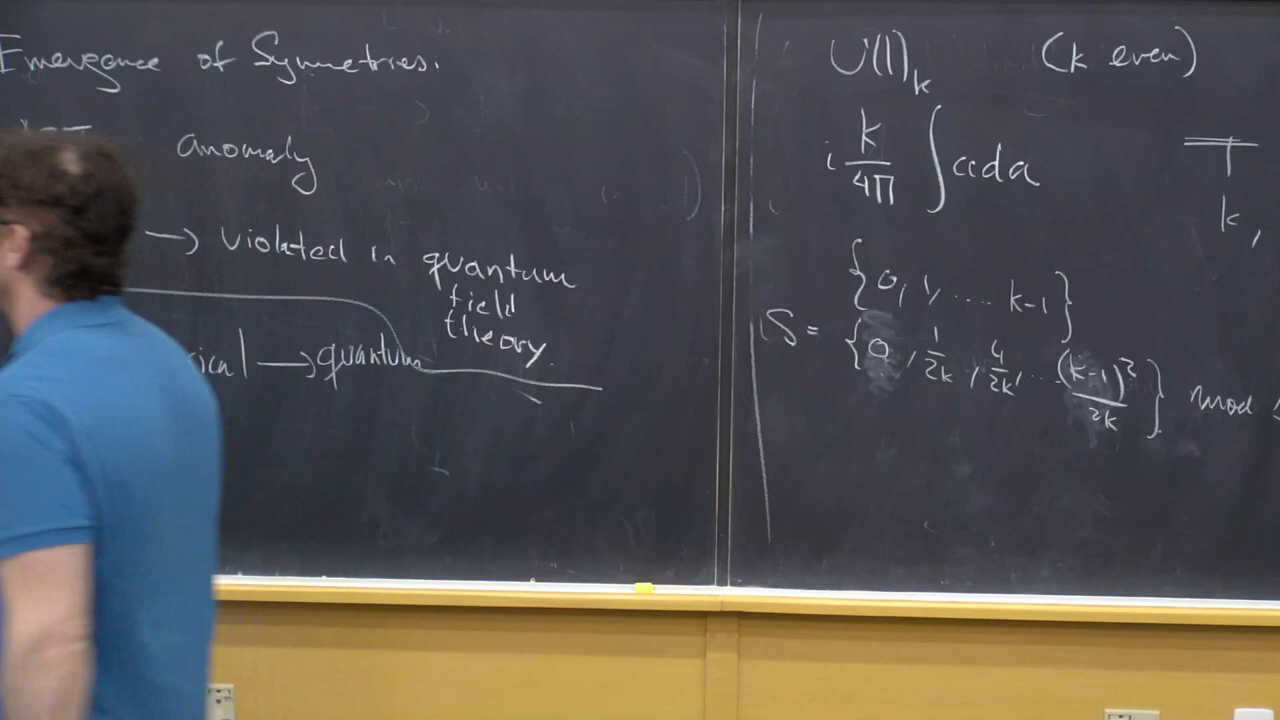 Emergence of Symmetries.
anomaly
→ violated in quantum
field
theory.
ical → quantum
U(1)_k (k even)
i k/4π ∫ ada
T
k,
{0, 1, .... k-1}
S = {0, 1/2k, 4/2k, ... (k-1)²/2k} mod